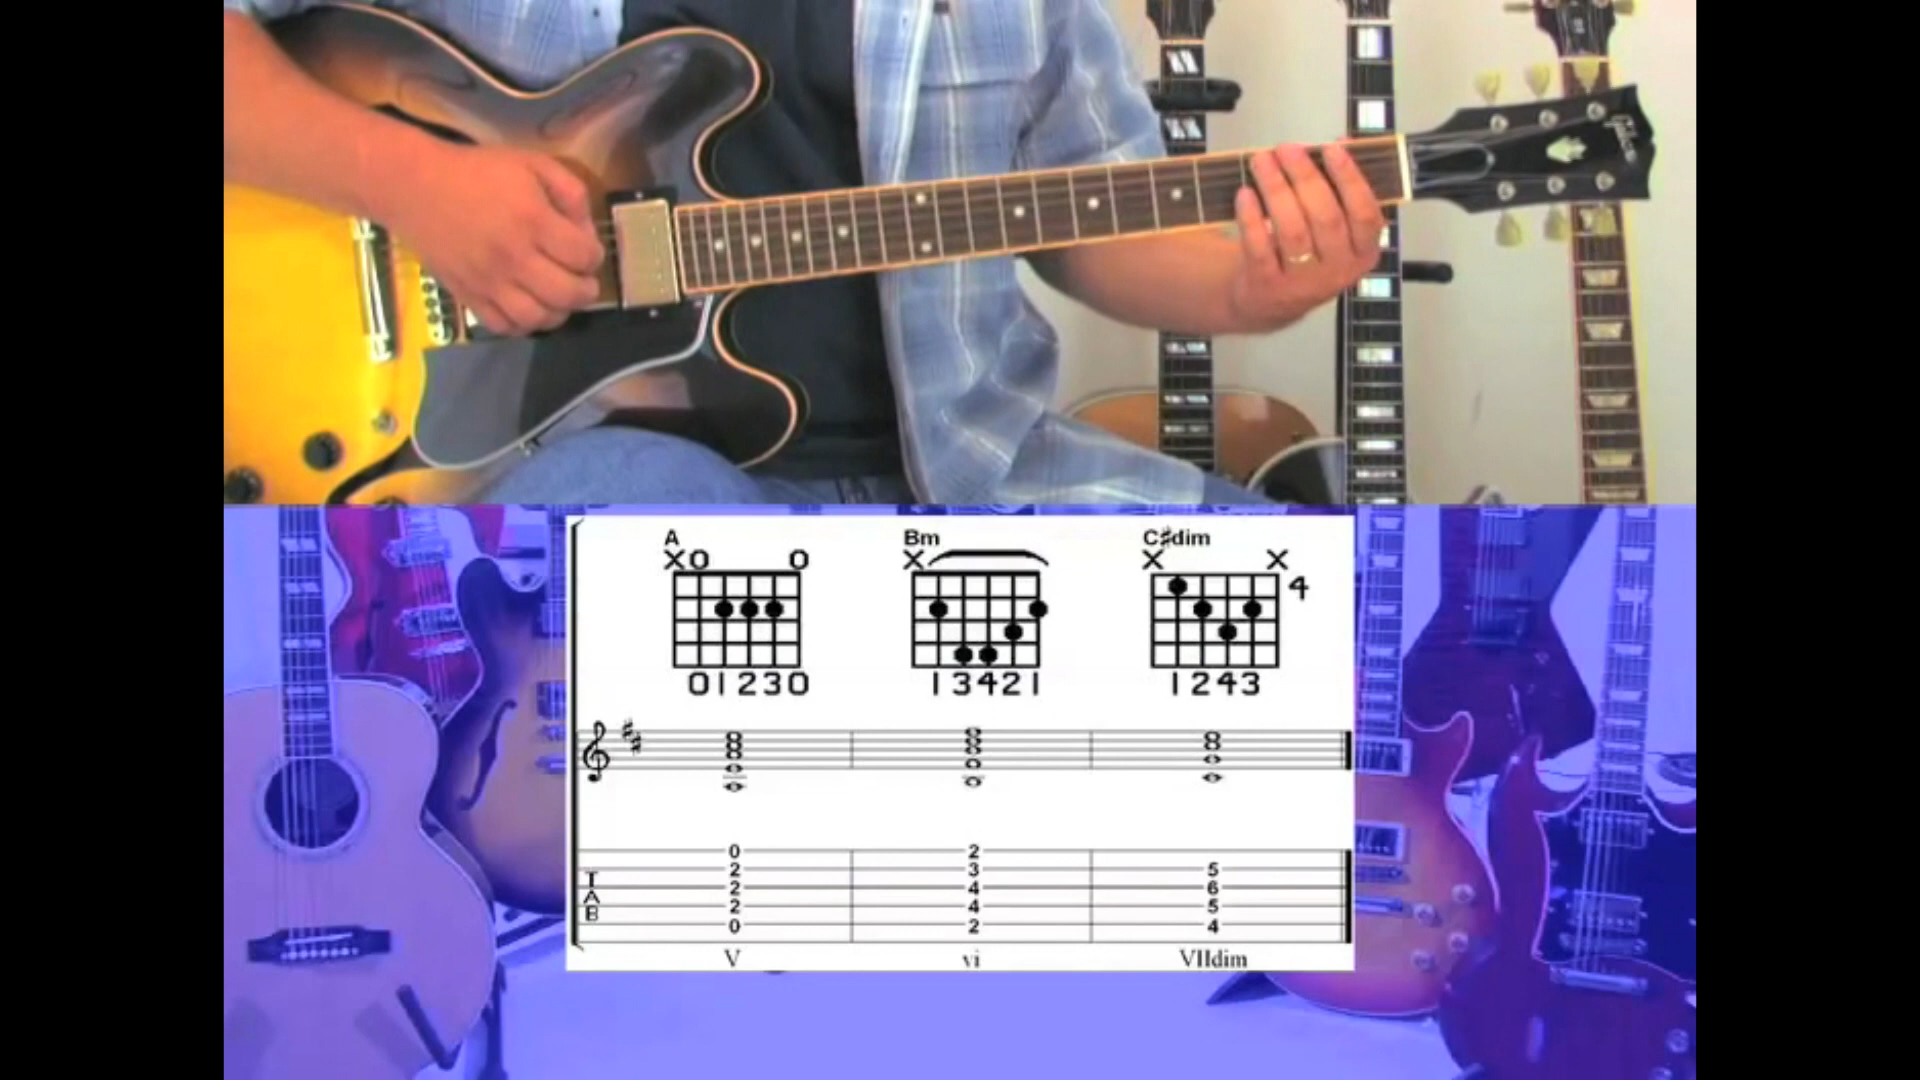 Gibson
A Bm C♯dim
XO O X X X
4
01230 13421 1243
0 2
2 3 5
T 2 4 6
A 2 4 5
B 0 2 4
V vi VIIdim